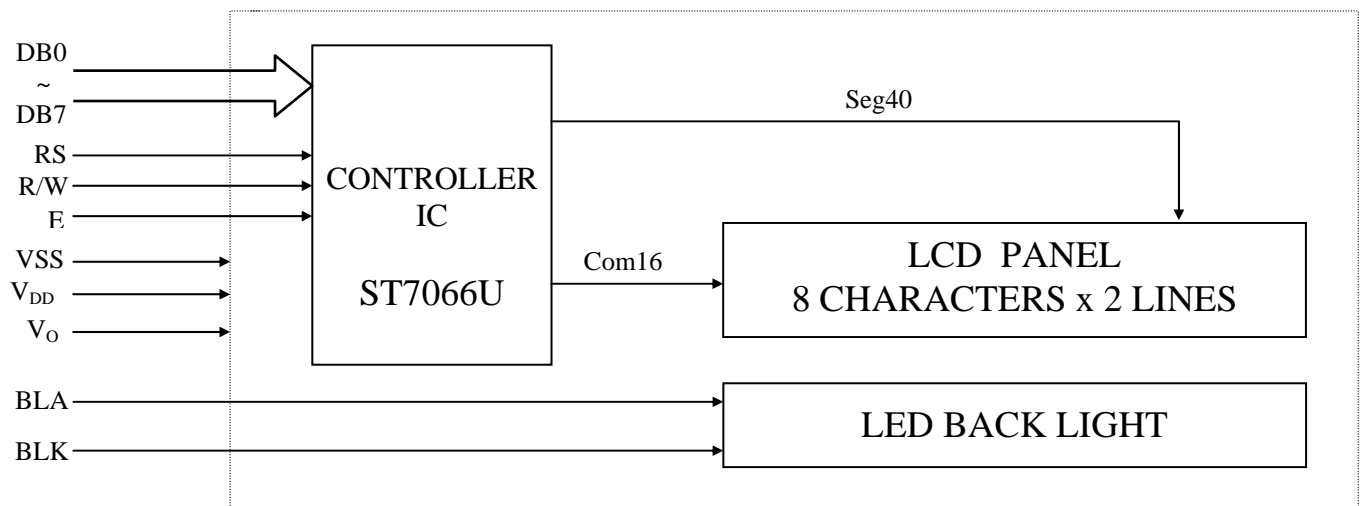 DB0
~
DB7
RS
R/W
E
VSS
VDD
VO
BLA
BLK
CONTROLLER
IC
ST7066U
Seg40
Com16
LCD PANEL
8 CHARACTERS x 2 LINES
LED BACK LIGHT